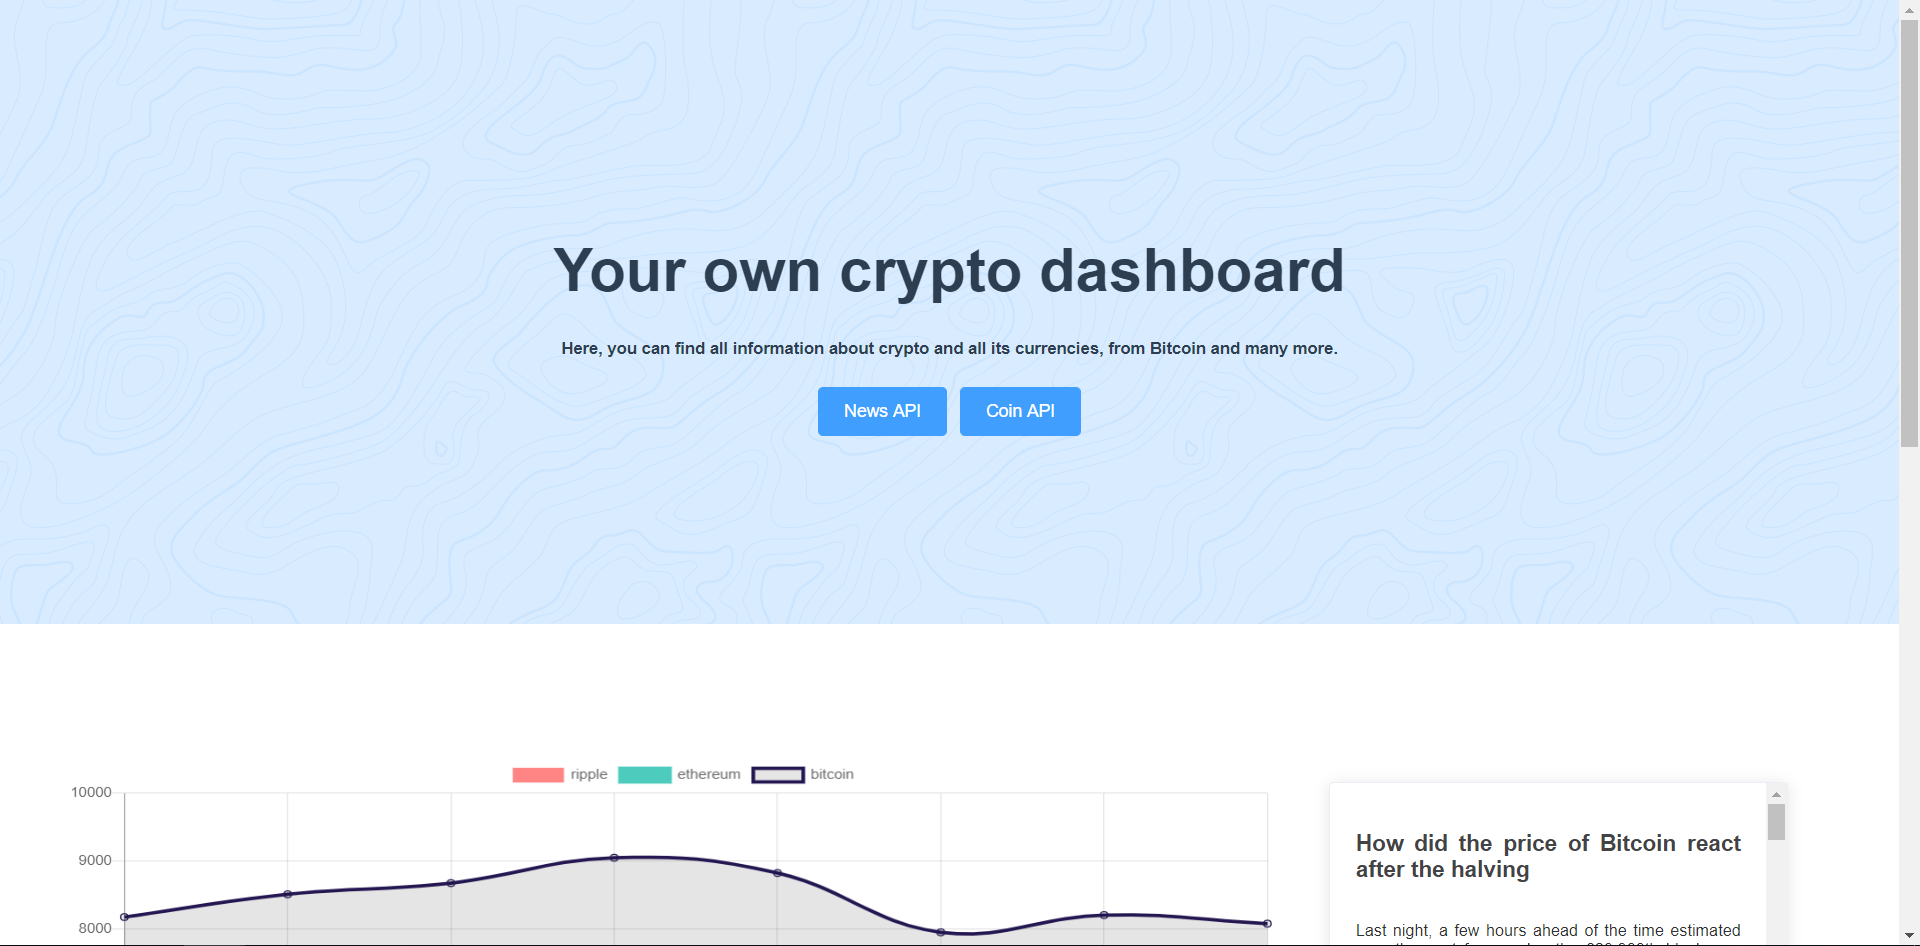 Your own crypto dashboard
Here, you can find all information about crypto and all its currencies, from Bitcoin and many more.
News API
Coin API
ripple
ethereum
bitcoin
10000
9000
8000
How did the price of Bitcoin react
after the halving
Last night, a few hours ahead of the time estimated